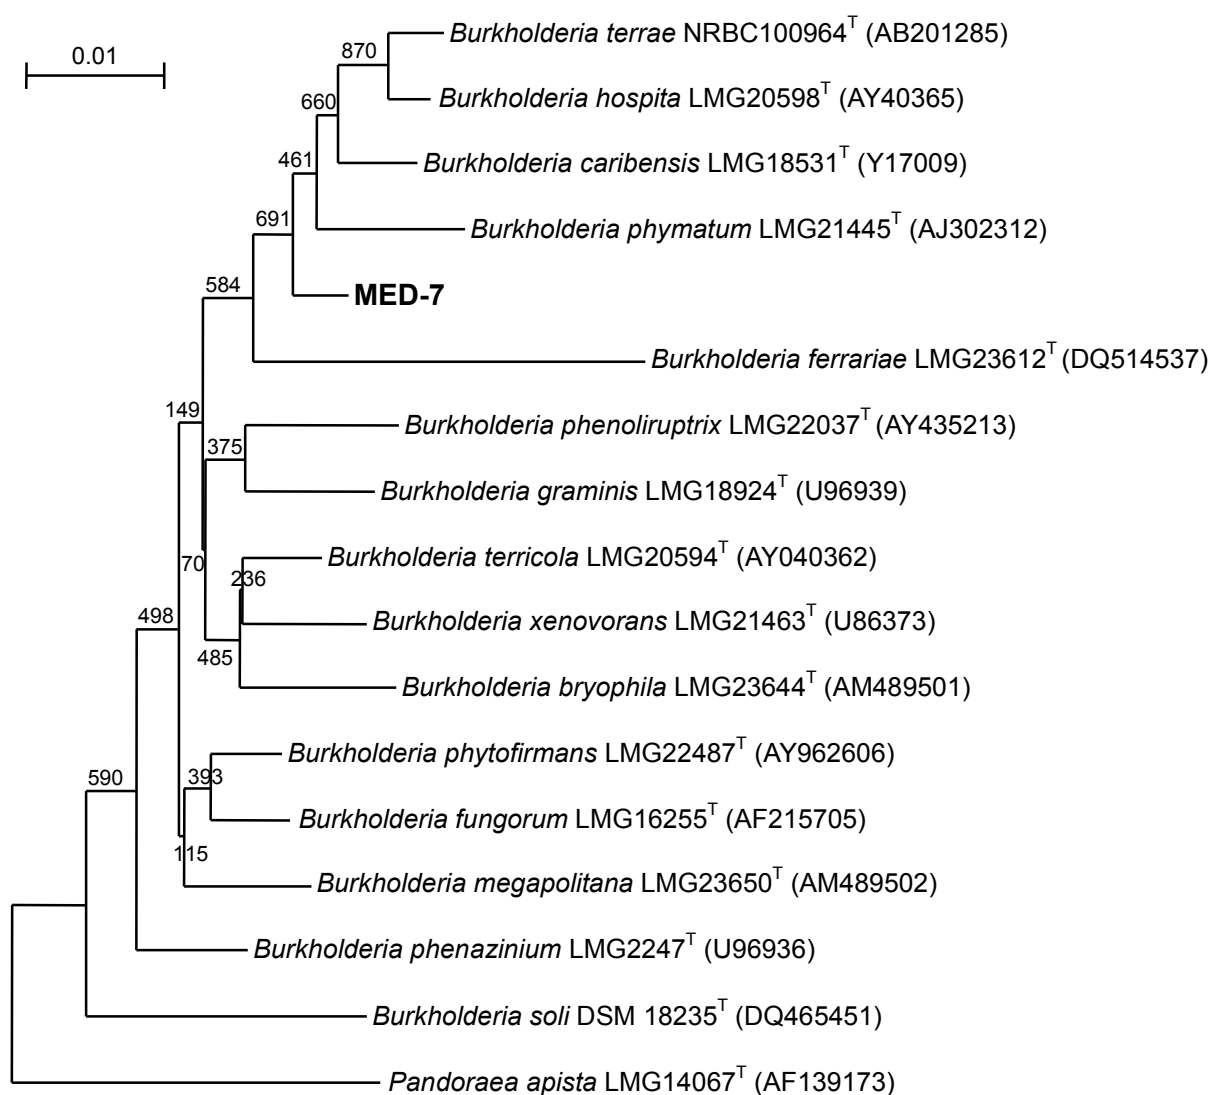 0.01
870
Burkholderia terrae NRBC100964T (AB201285)
Burkholderia hospita LMG20598T (AY40365)
660
Burkholderia caribensis LMG18531T (Y17009)
461
Burkholderia phymatum LMG21445T (AJ302312)
691
MED-7
584
Burkholderia ferrariae LMG23612T (DQ514537)
149
Burkholderia phenoliruptrix LMG22037T (AY435213)
375
Burkholderia graminis LMG18924T (U96939)
70
Burkholderia terricola LMG20594T (AY040362)
236
Burkholderia xenovorans LMG21463T (U86373)
498
485
Burkholderia bryophila LMG23644T (AM489501)
Burkholderia phytofirmans LMG22487T (AY962606)
590
393
Burkholderia fungorum LMG16255T (AF215705)
115
Burkholderia megapolitana LMG23650T (AM489502)
Burkholderia phenazinium LMG2247T (U96936)
Burkholderia soli DSM 18235T (DQ465451)
Pandoraea apista LMG14067T (AF139173)